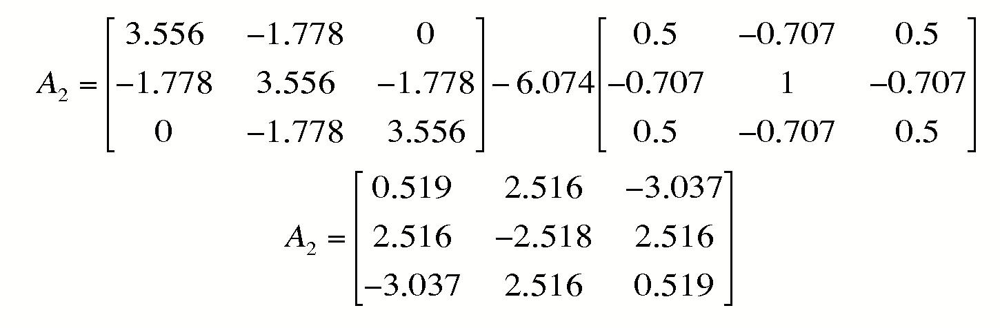 3.556 −1.778 0 0.5 −0.707 0.5
A₂ = −1.778 3.556 −1.778 − 6.074 −0.707 1 −0.707
0 −1.778 3.556 0.5 −0.707 0.5
0.519 2.516 −3.037
A₂ = 2.516 −2.518 2.516
−3.037 2.516 0.519